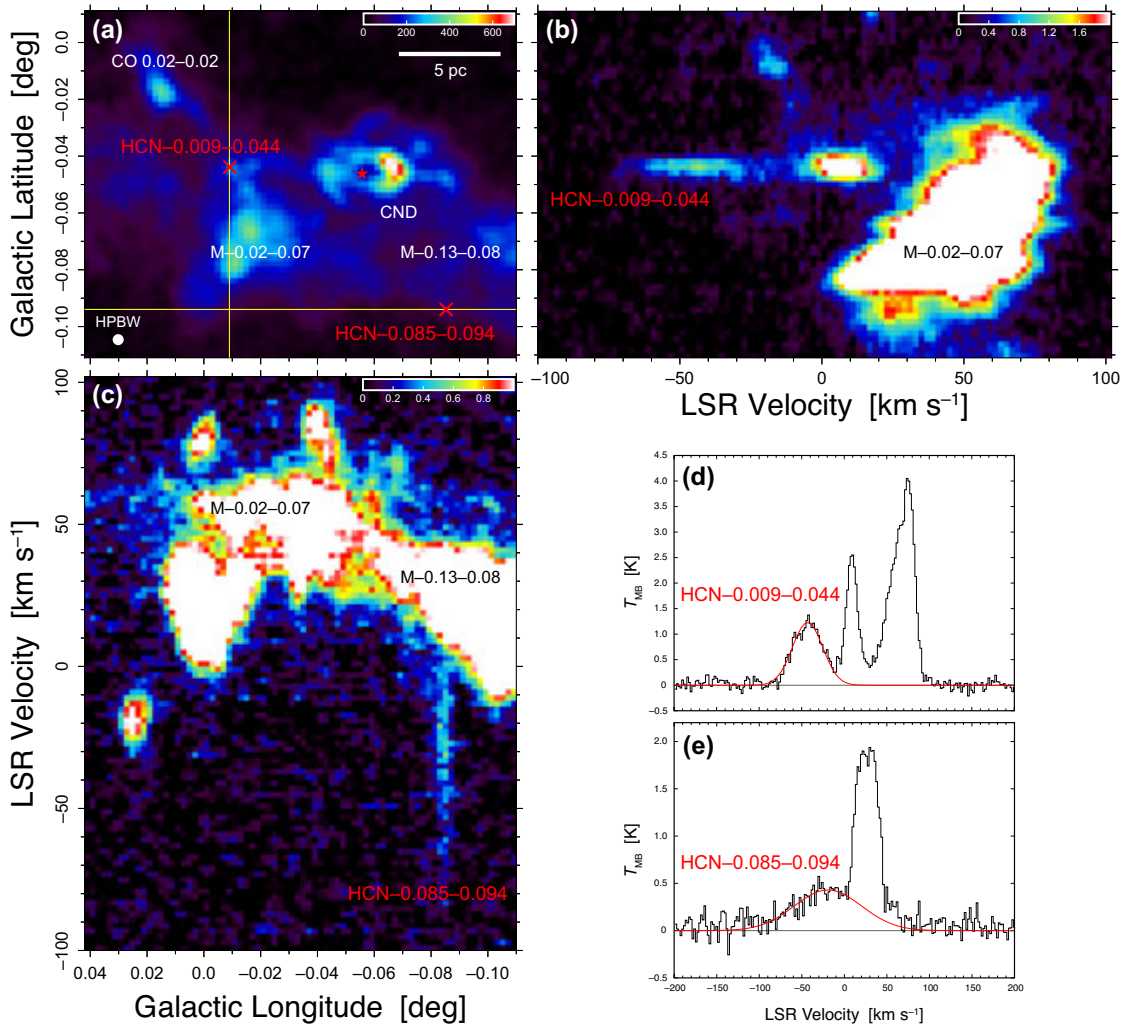 (a)
0 200 400 600
5 pc
CO 0.02–0.02
HCN–0.009–0.044
CND
M–0.02–0.07
M–0.13–0.08
HPBW
HCN–0.085–0.094
0.0
–0.02
–0.04
–0.06
–0.08
–0.10
Galactic Latitude [deg]
(b)
0 0.4 0.8 1.2 1.6
HCN–0.009–0.044
M–0.02–0.07
–100 –50 0 50 100
LSR Velocity [km s⁻¹]
(c)
0 0.2 0.4 0.6 0.8
M–0.02–0.07
M–0.13–0.08
HCN–0.085–0.094
100
50
0
–50
–100
LSR Velocity [km s⁻¹]
0.04 0.02 0.0 –0.02 –0.04 –0.06 –0.08 –0.10
Galactic Longitude [deg]
(d)
4.5
4.0
3.5
3.0
2.5
2.0
1.5
1.0
0.5
0
–0.5
T_MB [K]
HCN–0.009–0.044
(e)
2.0
1.5
1.0
0.5
0
–0.5
T_MB [K]
HCN–0.085–0.094
–200 –150 –100 –50 0 50 100 150 200
LSR Velocity [km s⁻¹]